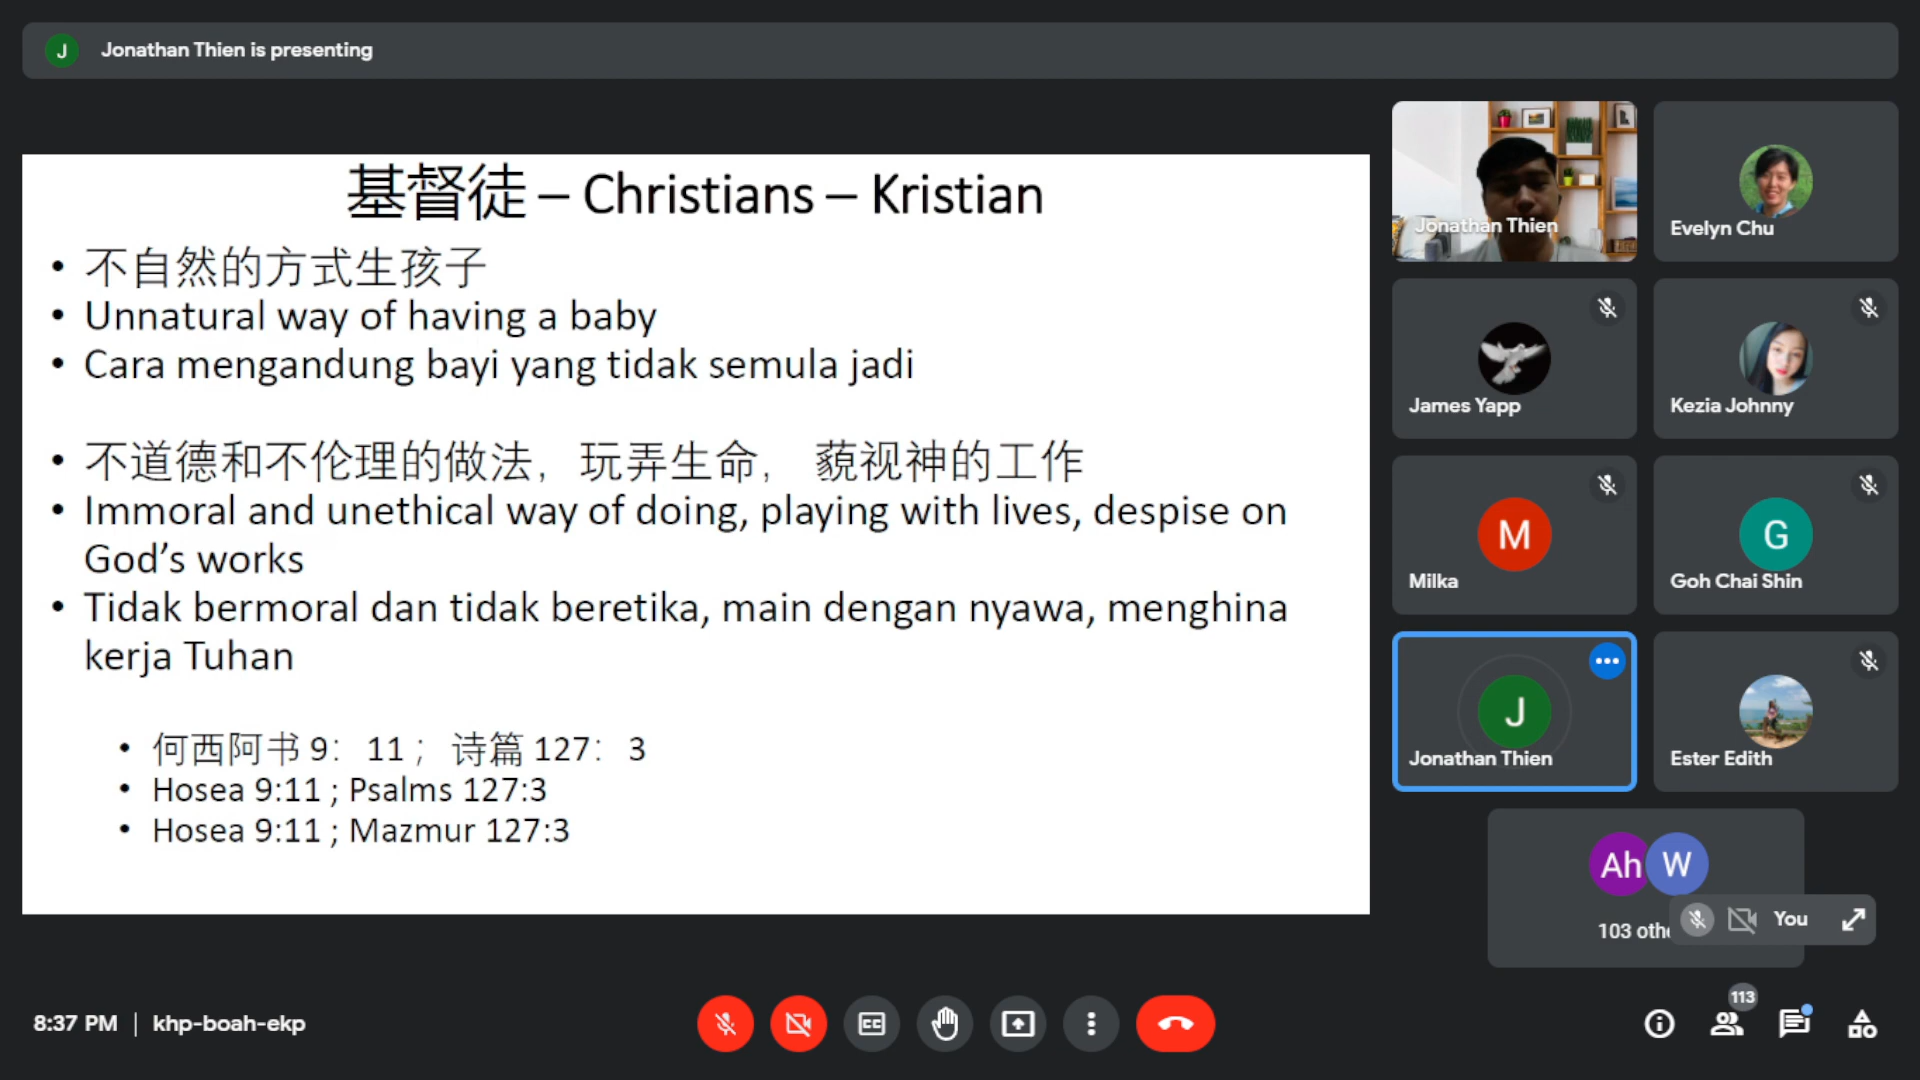 J Jonathan Thien is presenting
基督徒 – Christians – Kristian
• 不自然的方式生孩子
• Unnatural way of having a baby
• Cara mengandung bayi yang tidak semula jadi
• 不道德和不伦理的做法，玩弄生命， 藐视神的工作
• Immoral and unethical way of doing, playing with lives, despise on
God’s works
• Tidak bermoral dan tidak beretika, main dengan nyawa, menghina
kerja Tuhan
• 何西阿书 9： 11； 诗篇 127： 3
• Hosea 9:11 ; Psalms 127:3
• Hosea 9:11 ; Mazmur 127:3
Jonathan Thien
Evelyn Chu
James Yapp
Kezia Johnny
M
Milka
G
Goh Chai Shin
J
Jonathan Thien
Ester Edith
Ah W
103 othe
You
8:37 PM | khp-boah-ekp
CC
113